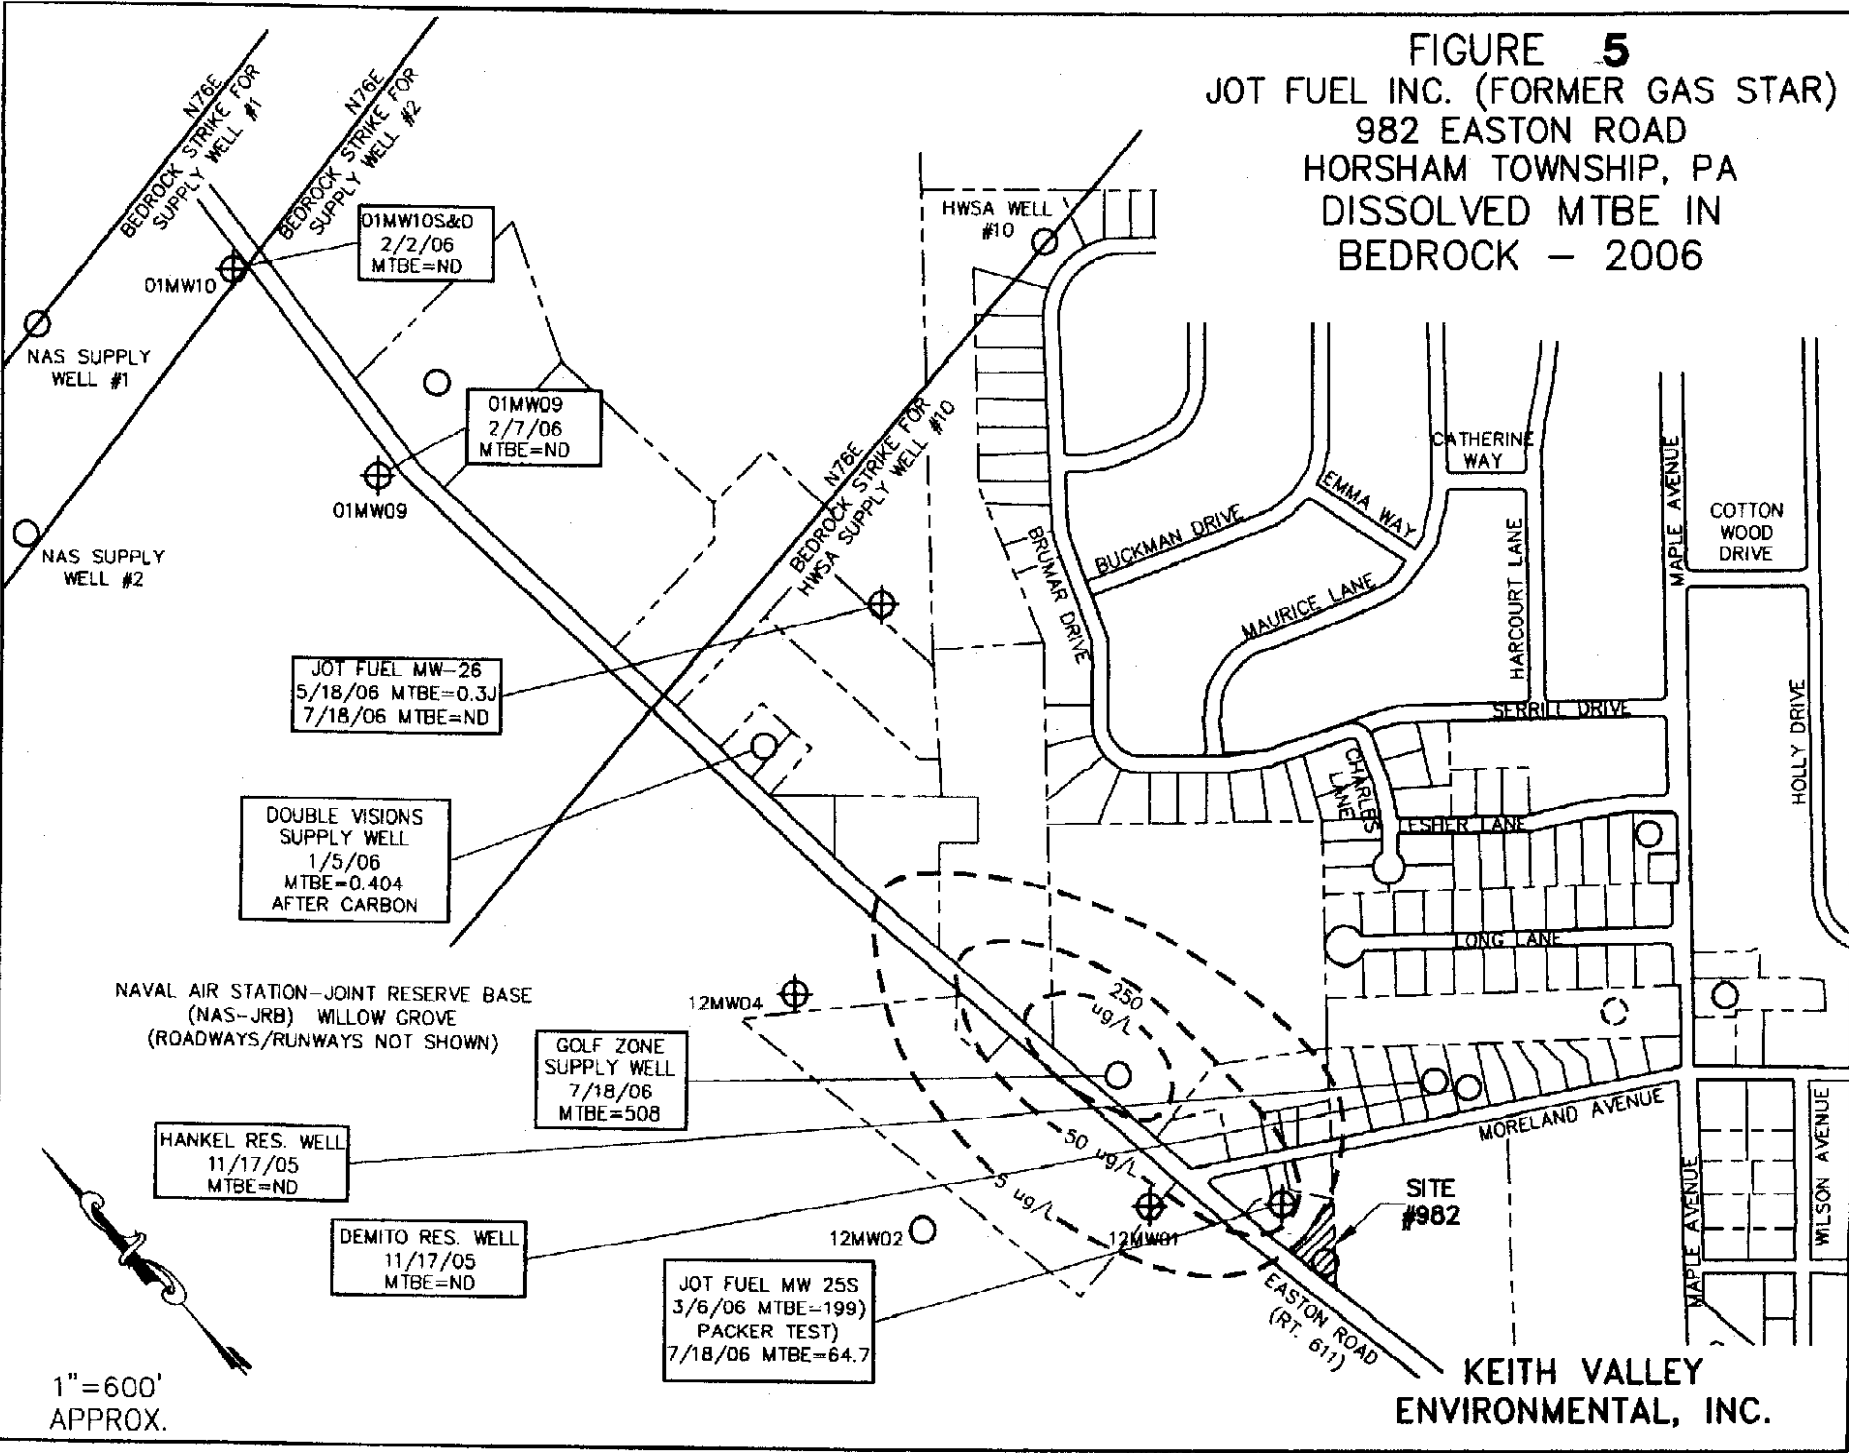 FIGURE 5
JOT FUEL INC. (FORMER GAS STAR)
982 EASTON ROAD
HORSHAM TOWNSHIP, PA
DISSOLVED MTBE IN
BEDROCK - 2006
N76E
BEDROCK STRIKE FOR
SUPPLY WELL #1
N76E
BEDROCK STRIKE FOR
SUPPLY WELL #2
01MW10S&D
2/2/06
MTBE=ND
01MW10
HWSA WELL
#10
NAS SUPPLY
WELL #1
01MW09
2/7/06
MTBE=ND
01MW09
N76E
BEDROCK STRIKE FOR
HWSA SUPPLY WELL #10
NAS SUPPLY
WELL #2
CATHERINE
WAY
EMMA WAY
BUCKMAN DRIVE
BRUMAR DRIVE
MAURICE LANE
HARCOURT LANE
MAPLE AVENUE
COTTON
WOOD
DRIVE
HOLLY DRIVE
JOT FUEL MW-26
5/18/06 MTBE=0.3J
7/18/06 MTBE=ND
SERRILL DRIVE
CHARLES
LANE
ESHER LANE
DOUBLE VISIONS
SUPPLY WELL
1/5/06
MTBE=0.404
AFTER CARBON
LONG LANE
NAVAL AIR STATION-JOINT RESERVE BASE
(NAS-JRB) WILLOW GROVE
(ROADWAYS/RUNWAYS NOT SHOWN)
12MW04
250
ug/L
GOLF ZONE
SUPPLY WELL
7/18/06
MTBE=508
MORELAND AVENUE
HANKEL RES. WELL
11/17/05
MTBE=ND
50 ug/L
5 ug/L
SITE
#982
MAPLE AVENUE
WILSON AVENUE
12MW02
12MW01
DEMITO RES. WELL
11/17/05
MTBE=ND
JOT FUEL MW 25S
3/6/06 MTBE=199)
PACKER TEST)
7/18/06 MTBE=64.7
EASTON ROAD
(RT. 611)
1"=600'
APPROX.
KEITH VALLEY
ENVIRONMENTAL, INC.